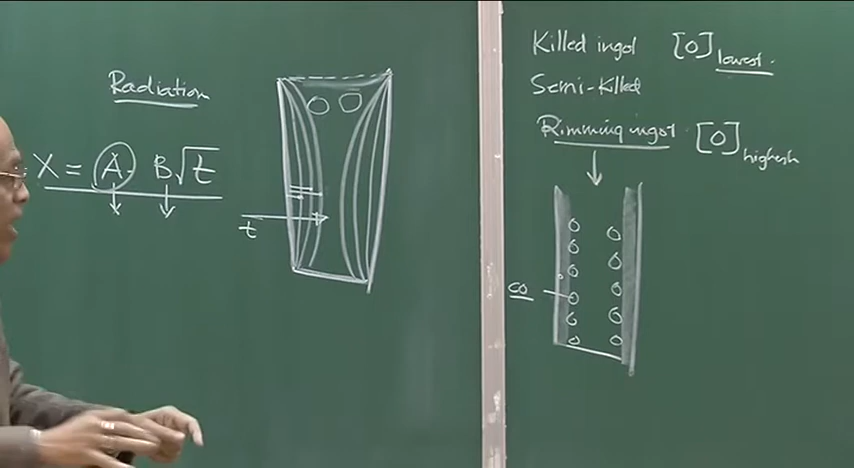 Radiation
X = A - B√t
t
Killed ingot [O]lowest.
Semi-Killed
Rimming ingot [O]highest
CO